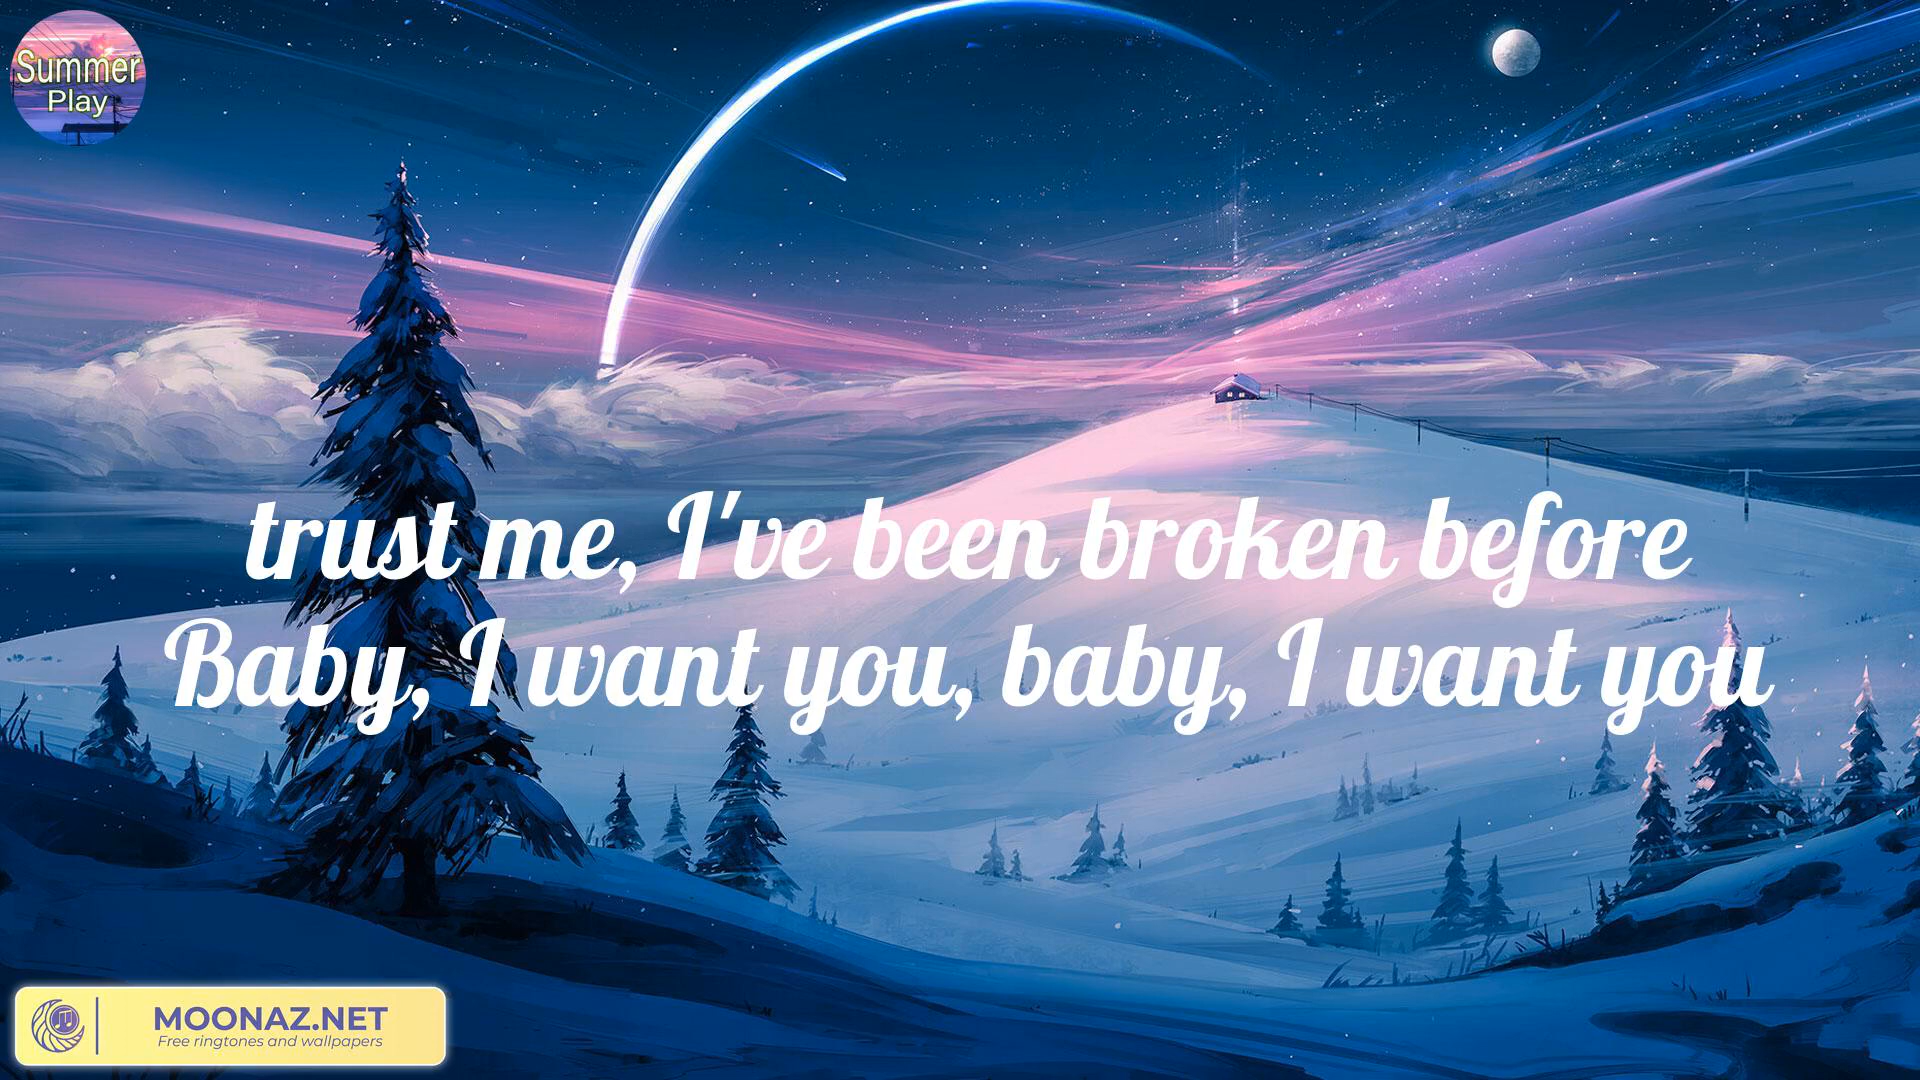 Summer
Play
trust me, I've been broken before
Baby, I want you, baby, I want you
MOONAZ.NET
Free ringtones and wallpapers